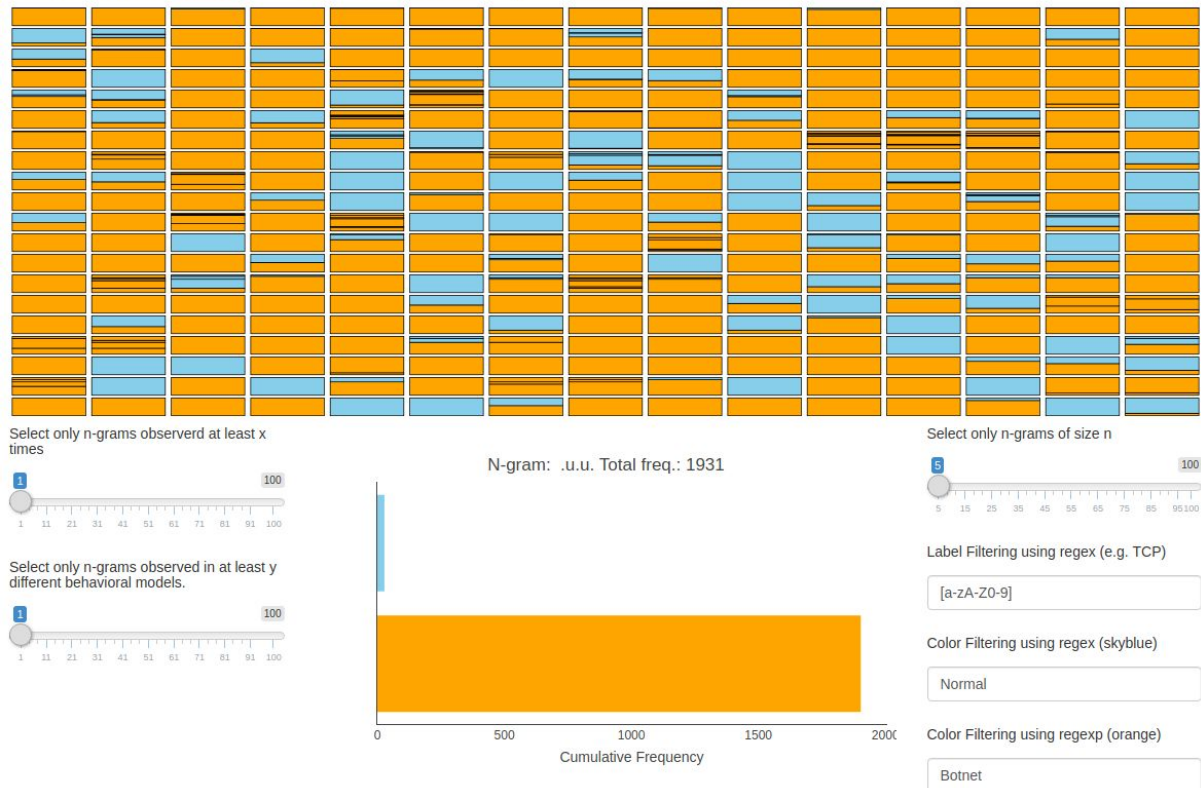 Select only n-grams observerd at least x
times
1
100
1 11 21 31 41 51 61 71 81 91 100
Select only n-grams observed in at least y
different behavioral models.
1
100
1 11 21 31 41 51 61 71 81 91 100
N-gram: .u.u. Total freq.: 1931
0 500 1000 1500 2000
Cumulative Frequency
Select only n-grams of size n
5
100
5 15 25 35 45 55 65 75 85 95 100
Label Filtering using regex (e.g. TCP)
[a-zA-Z0-9]
Color Filtering using regex (skyblue)
Normal
Color Filtering using regexp (orange)
Botnet